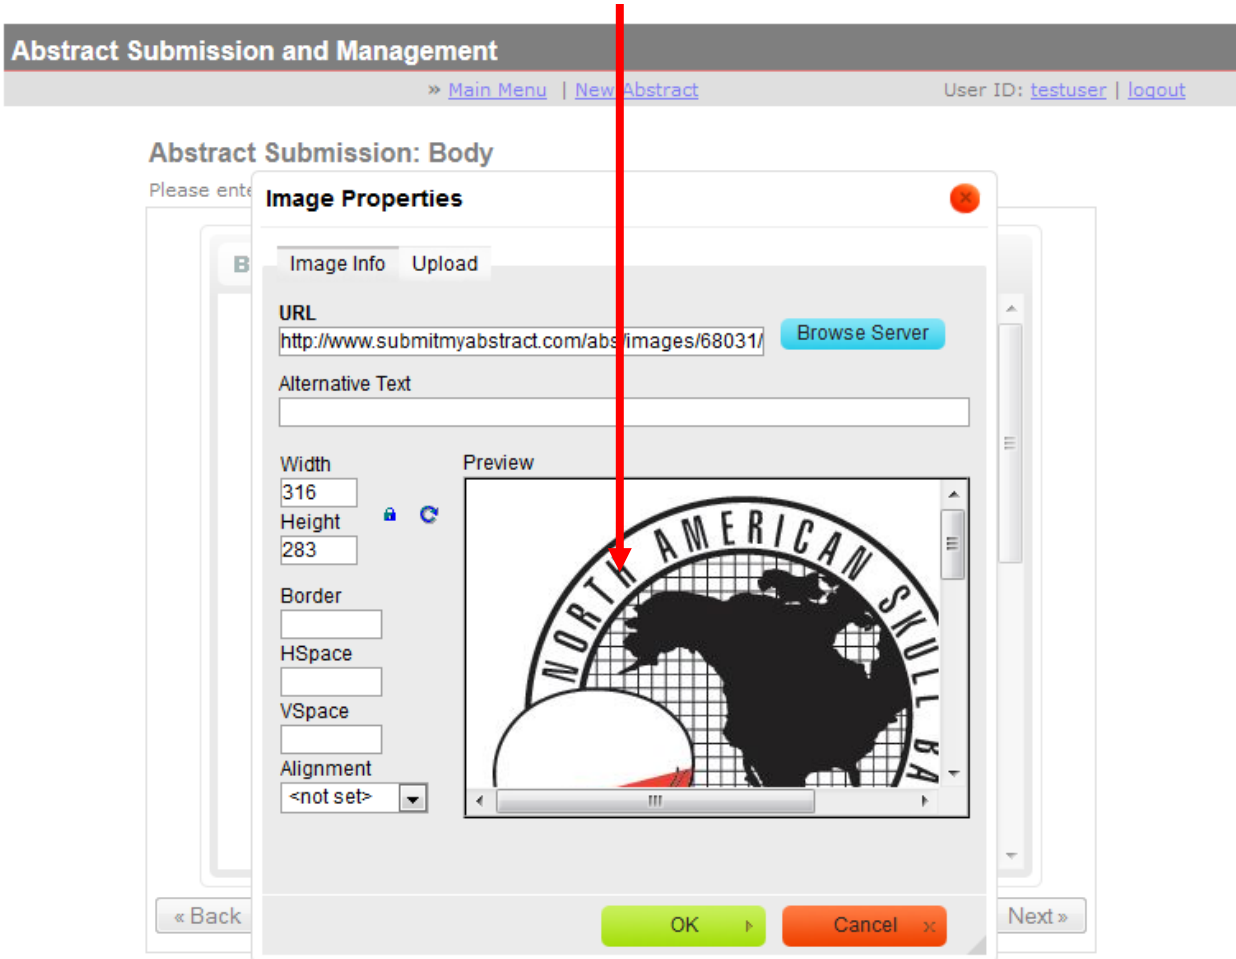 Abstract Submission and Management
» Main Menu | New Abstract
User ID: testuser | logout
Abstract Submission: Body
Please ente
Image Properties
B
Image Info Upload
URL
http://www.submitmyabstract.com/abs/images/68031/
Browse Server
Alternative Text
Width
316
Height
283
Preview
NORTH AMERICAN SKULL BA
Border
HSpace
VSpace
Alignment
<not set>
« Back
OK
Cancel
Next »